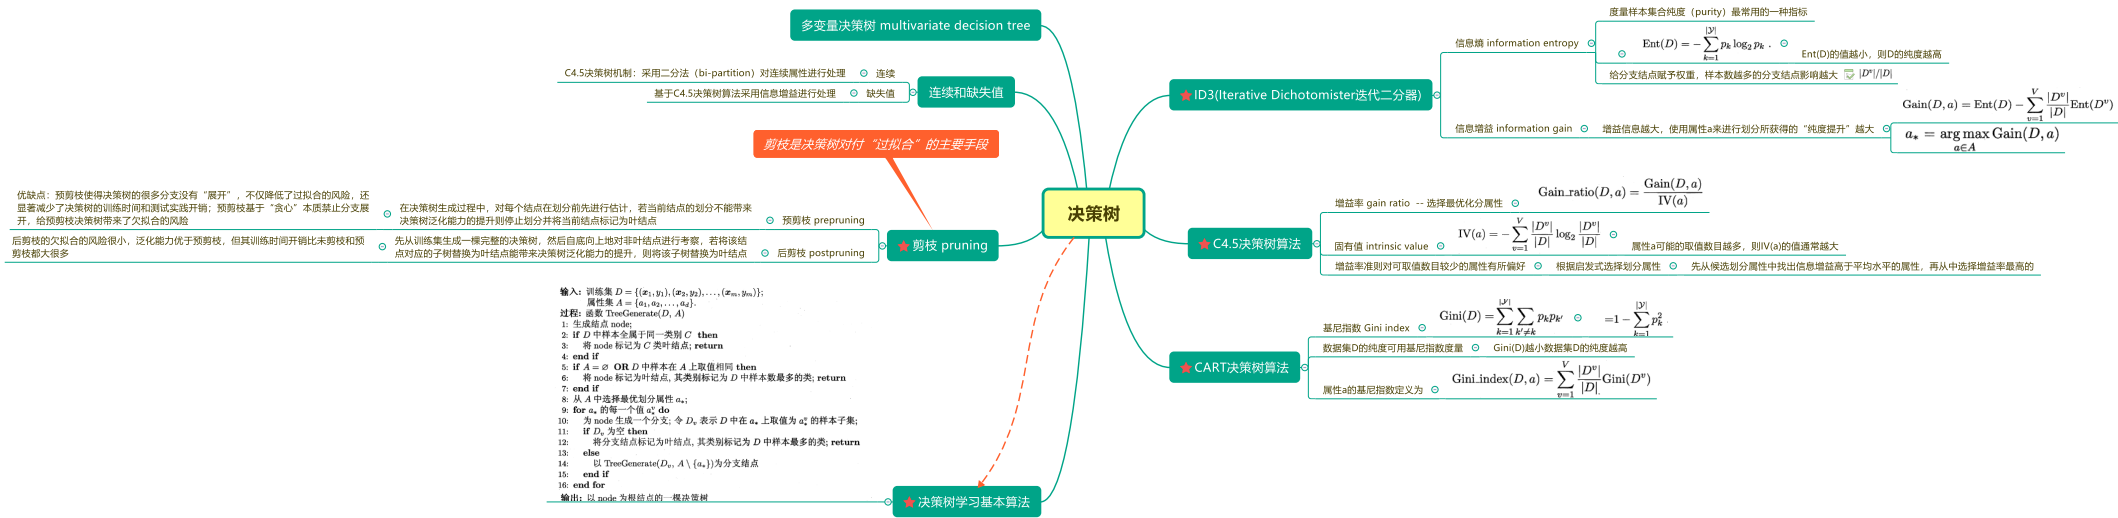 决策树
多变量决策树 multivariate decision tree
连续和缺失值
连续
C4.5决策树机制：采用二分法（bi-partition）对连续属性进行处理
缺失值
基于C4.5决策树算法采用信息增益进行处理
剪枝是决策树对付“过拟合”的主要手段
剪枝 pruning
预剪枝 prepruning
在决策树生成过程中，对每个结点在划分前先进行估计，若当前结点的划分不能带来
决策树泛化能力的提升则停止划分并将当前结点标记为叶结点
优缺点：预剪枝使得决策树的很多分支没有“展开”，不仅降低了过拟合的风险，还
显著减少了决策树的训练时间和测试实践开销；预剪枝基于“贪心”本质禁止分支展
开，给预剪枝决策树带来了欠拟合的风险
后剪枝 postpruning
先从训练集生成一棵完整的决策树，然后自底向上地对非叶结点进行考察，若将该结
点对应的子树替换为叶结点能带来决策树泛化能力的提升，则将该子树替换为叶结点
后剪枝的欠拟合的风险很小，泛化能力优于预剪枝，但其训练时间开销比未剪枝和预
剪枝都大很多
决策树学习基本算法
输入: 训练集 D = {(x₁, y₁), (x₂, y₂), . . . , (xₘ, yₘ)};
属性集 A = {a₁, a₂, . . . , a_d}.
过程: 函数 TreeGenerate(D, A)
1: 生成结点 node;
2: if D 中样本全属于同一类别 C then
3: 将 node 标记为 C 类叶结点; return
4: end if
5: if A = ∅ OR D 中样本在 A 上取值相同 then
6: 将 node 标记为叶结点, 其类别标记为 D 中样本数最多的类; return
7: end if
8: 从 A 中选择最优划分属性 a_*;
9: for a_* 的每一个值 a_*^v do
10: 为 node 生成一个分支; 令 D_v 表示 D 中在 a_* 上取值为 a_*^v 的样本子集;
11: if D_v 为空 then
12: 将分支结点标记为叶结点, 其类别标记为 D 中样本最多的类; return
13: else
14: 以 TreeGenerate(D_v, A \ {a_*})为分支结点
15: end if
16: end for
输出: 以 node 为根结点的一棵决策树
ID3(Iterative Dichotomister迭代二分器)
信息熵 information entropy
度量样本集合纯度（purity）最常用的一种指标
Ent(D) = − ∑_{k=1}^{|𝒴|} p_k log₂ p_k .
Ent(D)的值越小，则D的纯度越高
给分支结点赋予权重，样本数越多的分支结点影响越大
|D^v|/|D|
信息增益 information gain
增益信息越大，使用属性a来进行划分所获得的“纯度提升”越大
Gain(D, a) = Ent(D) − ∑_{v=1}^{V} |D^v|/|D| Ent(D^v)
a_* = arg max_{a∈A} Gain(D, a)
C4.5决策树算法
增益率 gain ratio -- 选择最优化分属性
Gain_ratio(D, a) = Gain(D, a)/IV(a)
固有值 intrinsic value
IV(a) = − ∑_{v=1}^{V} |D^v|/|D| log₂ |D^v|/|D|
属性a可能的取值数目越多，则IV(a)的值通常越大
增益率准则对可取值数目较少的属性有所偏好
根据启发式选择划分属性
先从候选划分属性中找出信息增益高于平均水平的属性，再从中选择增益率最高的
CART决策树算法
基尼指数 Gini index
Gini(D) = ∑_{k=1}^{|𝒴|} ∑_{k'≠k} p_k p_{k'}
=1 − ∑_{k=1}^{|𝒴|} p_k^2
数据集D的纯度可用基尼指数度量
Gini(D)越小数据集D的纯度越高
属性a的基尼指数定义为
Gini_index(D, a) = ∑_{v=1}^{V} |D^v|/|D| Gini(D^v)